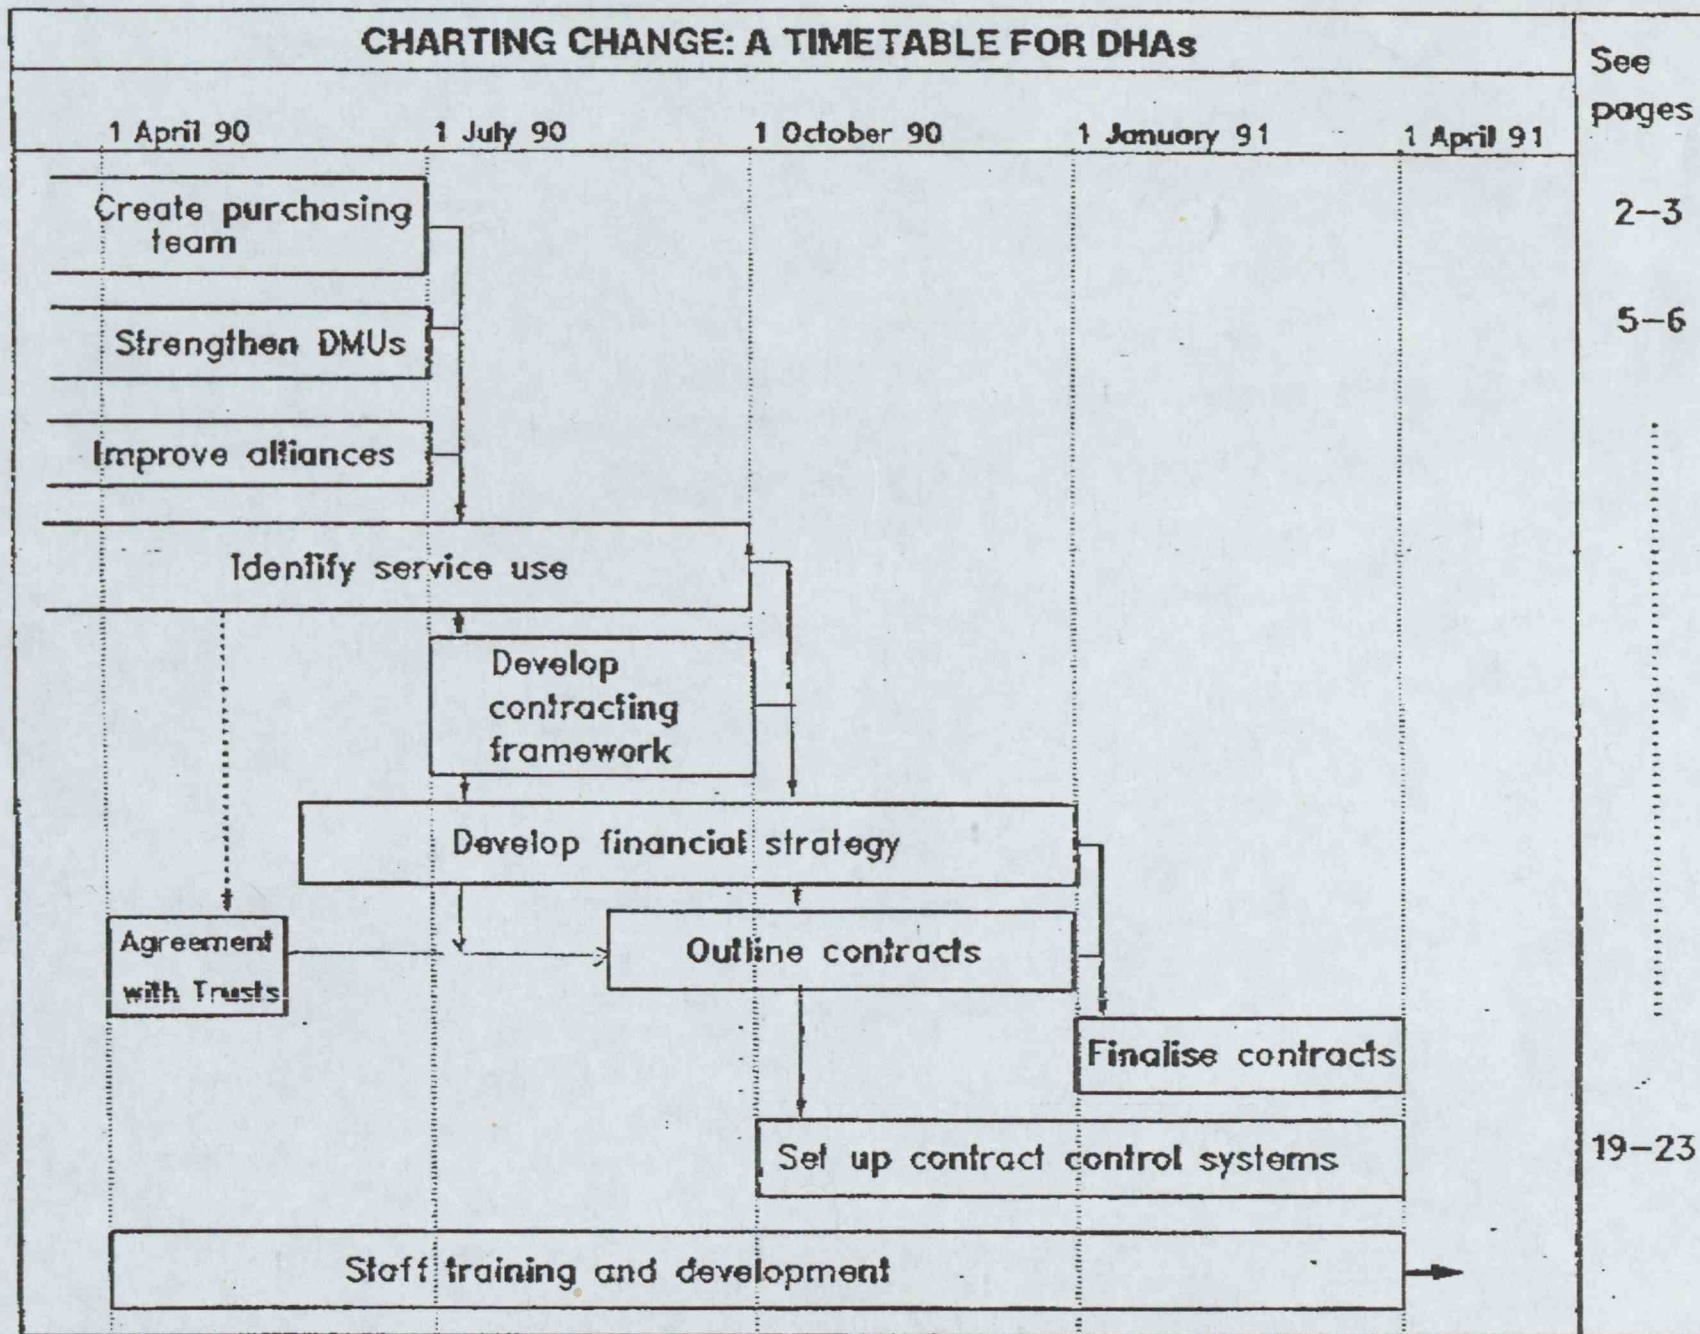 CHARTING CHANGE: A TIMETABLE FOR DHAs
See
pages
1 April 90
1 July 90
1 October 90
1 January 91
1 April 91
Create purchasing
team
2-3
Strengthen DMUs
5-6
Improve alliances
Identify service use
Develop
contracting
framework
Develop financial strategy
Agreement
with Trusts
Outline contracts
Finalise contracts
Set up contract control systems
19-23
Staff training and development